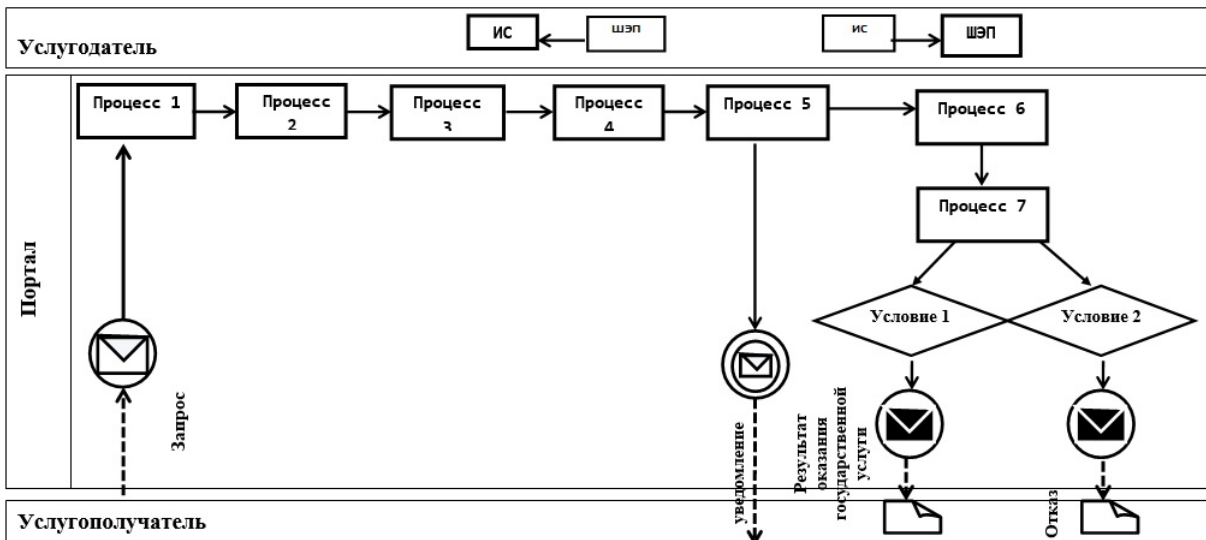 Услугодатель
ИС
ШЭП
ИС
ШЭП
Портал
Процесс 1
Процесс
2
Процесс
3
Процесс
4
Процесс 5
Процесс 6
Процесс 7
Условие 1
Условие 2
Запрос
уведомление
Результат
оказания
государственной
услуги
Отказ
Услугополучатель